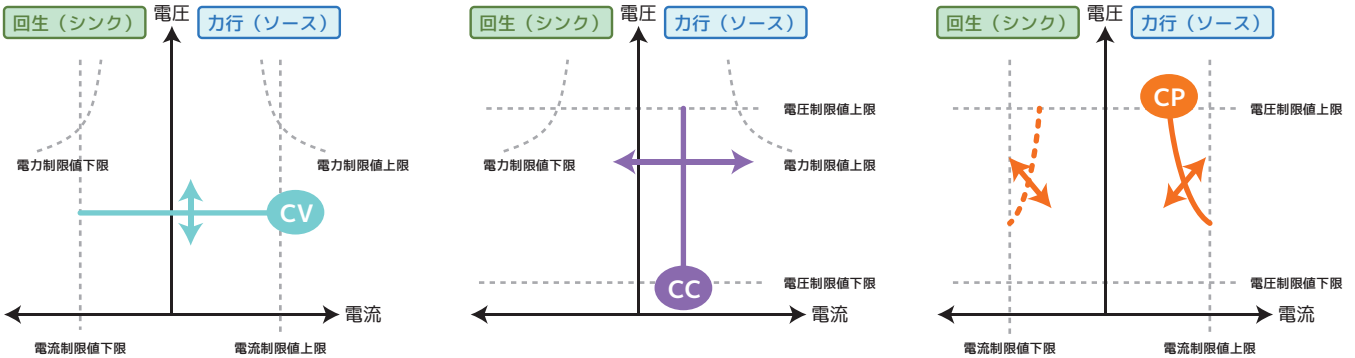 回生（シンク）
電圧
力行（ソース）
電力制限値下限
電力制限値上限
CV
電流
電流制限値下限
電流制限値上限
回生（シンク）
電圧
力行（ソース）
電圧制限値上限
電力制限値下限
電力制限値上限
電圧制限値下限
CC
電流
回生（シンク）
電圧
力行（ソース）
CP
電圧制限値上限
電圧制限値下限
電流
電流制限値下限
電流制限値上限